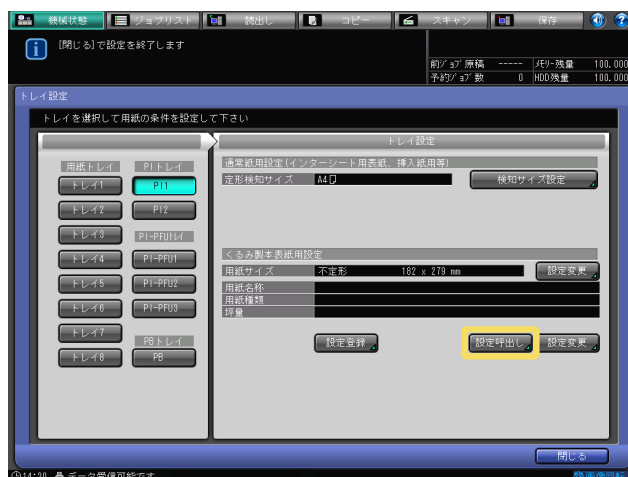 機械状態 ジョブリスト 読出し コピー スキャン 保存
[閉じる]で設定を終了します
前ジョブ原稿 ----- メモリー残量 100.000
予約ジョブ数 0 HDD残量 100.000
トレイ設定
トレイを選択して用紙の条件を設定して下さい
用紙トレイ PIトレイ
トレイ1 PI1
トレイ2 PI2
トレイ3 PI-PFUトレイ
トレイ4 PI-PFU1
トレイ5 PI-PFU2
トレイ6 PI-PFU3
トレイ7 PBトレイ
トレイ8 PB
トレイ設定
通常紙用設定(インターシート用表紙、挿入紙用等)
定形検知サイズ A4 検知サイズ設定
くるみ製本表紙用設定
用紙サイズ 不定形 182 x 279 mm 設定変更
用紙名称
用紙種類
坪量
設定登録 設定呼出し 設定変更
閉じる
14:30 データ受信可能です 画像回転